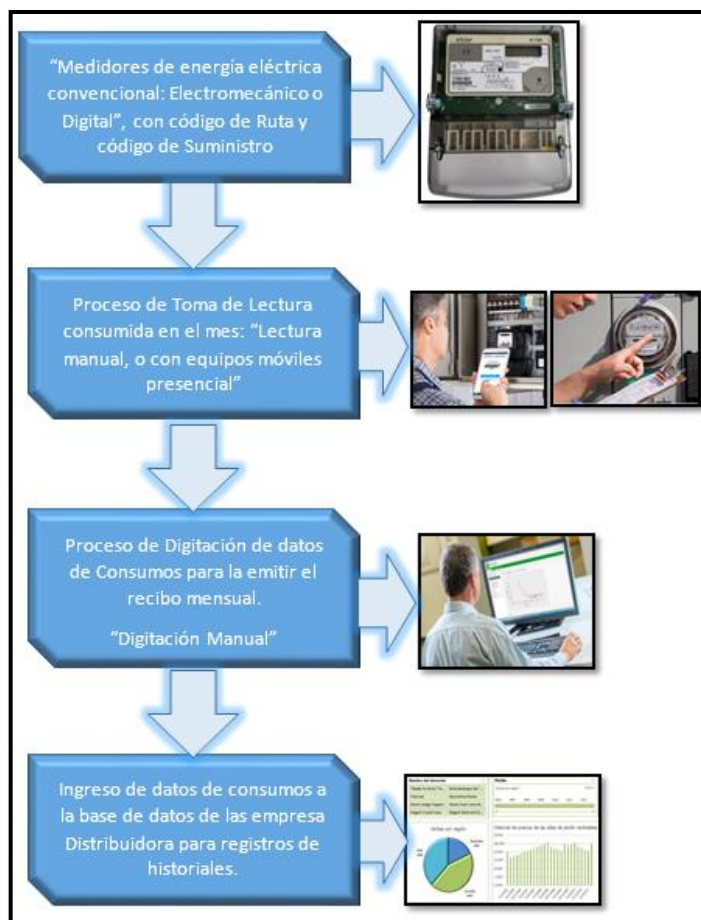 “Medidores de energía eléctrica
convencional: Electromecánico o
Digital”, con código de Ruta y
código de Suministro
Proceso de Toma de Lectura
consumida en el mes: “Lectura
manual, o con equipos móviles
presencial”
Proceso de Digitación de datos
de Consumos para la emitir el
recibo mensual.
“Digitación Manual”
Ingreso de datos de consumos a
la base de datos de las empresa
Distribuidora para registros de
historiales.